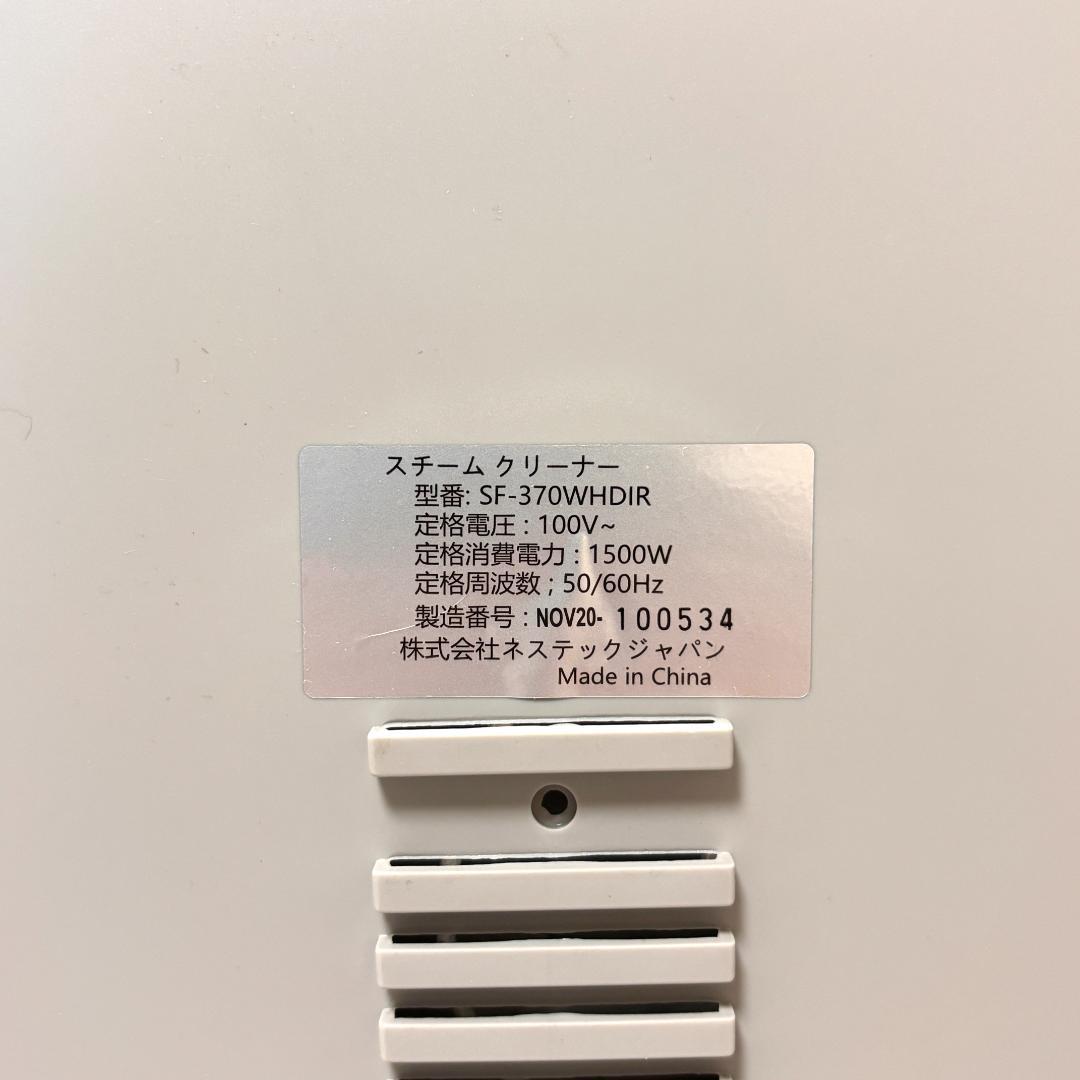 スチーム クリーナー
型番: SF-370WHDIR
定格電圧 : 100V~
定格消費電力 : 1500W
定格周波数 ; 50/60Hz
製造番号 : NOV20- 100534
株式会社ネステックジャパン
Made in China